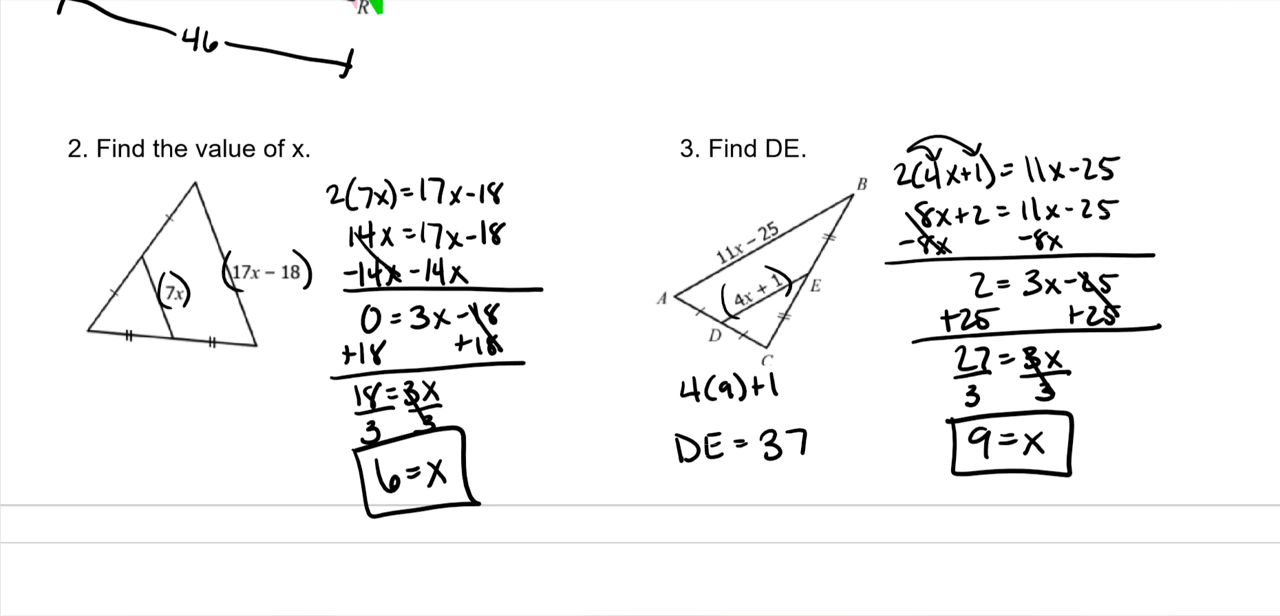 R
46
2. Find the value of x.
7x
(17x – 18)
2(7x)=17x-18
14x=17x-18
-14x -14x
0=3x-18
+18 +18
18=3x
3 3
6=x
3. Find DE.
B
11x – 25
A
(4x + 1)
E
D
C
4(9)+1
DE=37
2(4x+1)=11x-25
8x+2=11x-25
-8x -8x
2=3x-25
+25 +25
27=3x
3 3
9=x